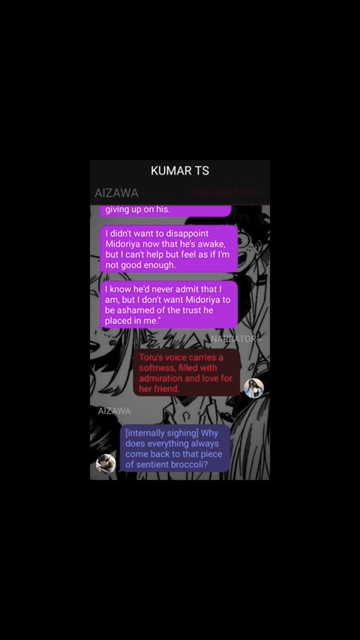 KUMAR TS
AIZAWA
NARRATOR
giving up on his.
I didn't want to disappoint
Midoriya now that he's awake,
but I can't help but feel as if I'm
not good enough.
I know he'd never admit that I
am, but I don't want Midoriya to
be ashamed of the trust he
placed in me."
NARRATOR
Toru's voice carries a
softness, filled with
admiration and love for
her friend.
AIZAWA
[internally sighing] Why
does everything always
come back to that piece
of sentient broccoli?